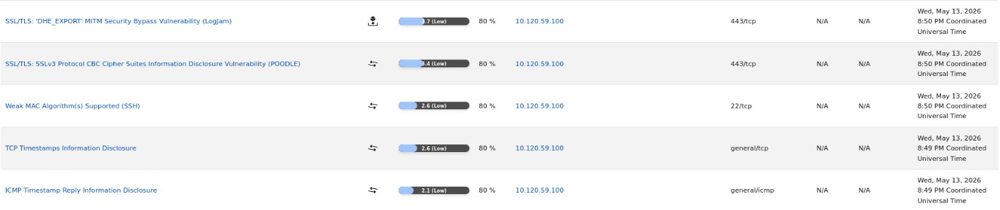 SSL/TLS: 'DHE_EXPORT' MITM Security Bypass Vulnerability (LogJam) .7 (Low) 80 % 10.120.59.100 443/tcp N/A N/A Wed, May 13, 2026
8:50 PM Coordinated
Universal Time
SSL/TLS: SSLv3 Protocol CBC Cipher Suites Information Disclosure Vulnerability (POODLE) 3.4 (Low) 80 % 10.120.59.100 443/tcp N/A N/A Wed, May 13, 2026
8:50 PM Coordinated
Universal Time
Weak MAC Algorithm(s) Supported (SSH) 2.6 (Low) 80 % 10.120.59.100 22/tcp N/A N/A Wed, May 13, 2026
8:50 PM Coordinated
Universal Time
TCP Timestamps Information Disclosure 2.6 (Low) 80 % 10.120.59.100 general/tcp N/A N/A Wed, May 13, 2026
8:49 PM Coordinated
Universal Time
ICMP Timestamp Reply Information Disclosure 2.1 (Low) 80 % 10.120.59.100 general/icmp N/A N/A Wed, May 13, 2026
8:49 PM Coordinated
Universal Time